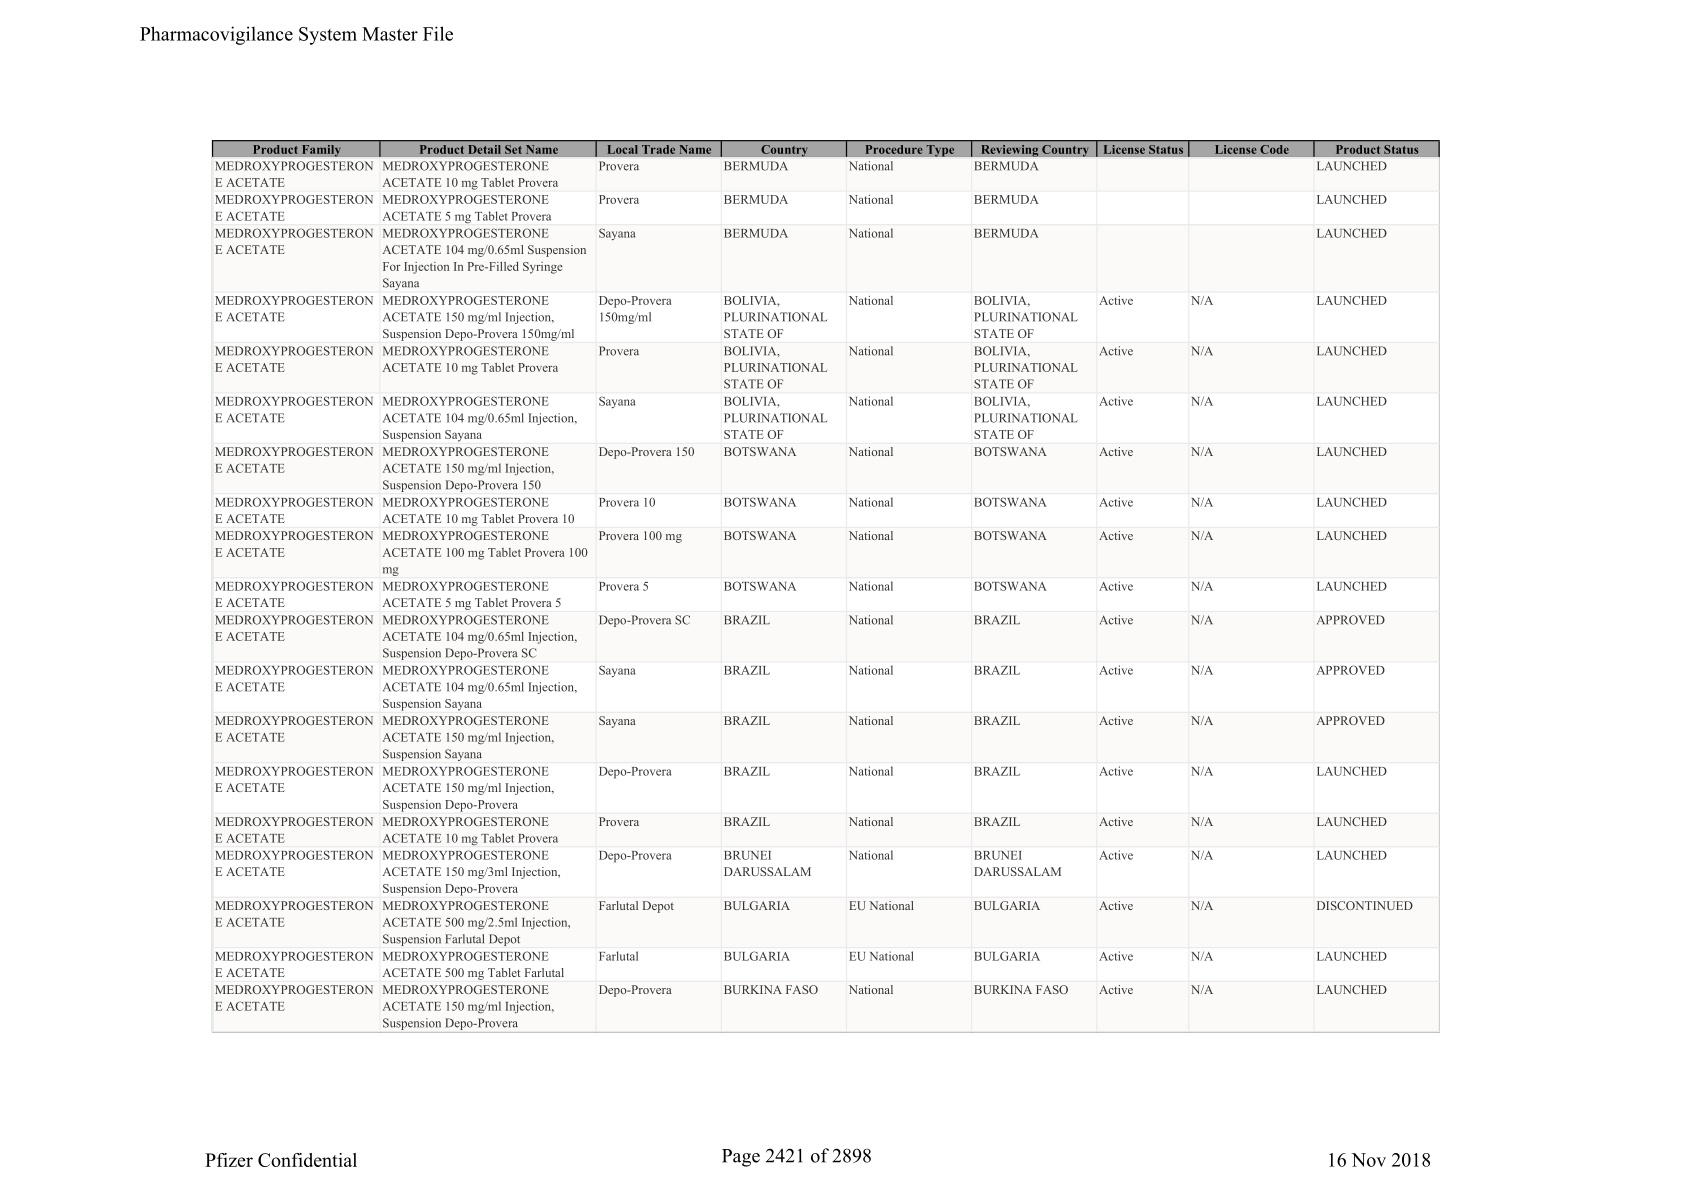 Pharmacovigilance System Master File
Product Family Product Detail Set Name Local Trade Name Country Procedure Type Reviewing Country License Status License Code Product Status
MEDROXYPROGESTERON MEDROXYPROGESTERONE Provera BERMUDA National BERMUDA LAUNCHED
E ACETATE ACETATE 10 mg Tablet Provera
MEDROXYPROGESTERON MEDROXYPROGESTERONE Provera BERMUDA National BERMUDA LAUNCHED
E ACETATE ACETATE 5 mg Tablet Provera
MEDROXYPROGESTERON MEDROXYPROGESTERONE Sayana BERMUDA National BERMUDA LAUNCHED
E ACETATE ACETATE 104 mg/0.65ml Suspension
For Injection In Pre-Filled Syringe
Sayana
MEDROXYPROGESTERON MEDROXYPROGESTERONE Depo-Provera BOLIVIA, National BOLIVIA, Active N/A LAUNCHED
E ACETATE ACETATE 150 mg/ml Injection, 150mg/ml PLURINATIONAL PLURINATIONAL
Suspension Depo-Provera 150mg/ml STATE OF STATE OF
MEDROXYPROGESTERON MEDROXYPROGESTERONE Provera BOLIVIA, National BOLIVIA, Active N/A LAUNCHED
E ACETATE ACETATE 10 mg Tablet Provera PLURINATIONAL PLURINATIONAL
STATE OF STATE OF
MEDROXYPROGESTERON MEDROXYPROGESTERONE Sayana BOLIVIA, National BOLIVIA, Active N/A LAUNCHED
E ACETATE ACETATE 104 mg/0.65ml Injection, PLURINATIONAL PLURINATIONAL
Suspension Sayana STATE OF STATE OF
MEDROXYPROGESTERON MEDROXYPROGESTERONE Depo-Provera 150 BOTSWANA National BOTSWANA Active N/A LAUNCHED
E ACETATE ACETATE 150 mg/ml Injection,
Suspension Depo-Provera 150
MEDROXYPROGESTERON MEDROXYPROGESTERONE Provera 10 BOTSWANA National BOTSWANA Active N/A LAUNCHED
E ACETATE ACETATE 10 mg Tablet Provera 10
MEDROXYPROGESTERON MEDROXYPROGESTERONE Provera 100 mg BOTSWANA National BOTSWANA Active N/A LAUNCHED
E ACETATE ACETATE 100 mg Tablet Provera 100
mg
MEDROXYPROGESTERON MEDROXYPROGESTERONE Provera 5 BOTSWANA National BOTSWANA Active N/A LAUNCHED
E ACETATE ACETATE 5 mg Tablet Provera 5
MEDROXYPROGESTERON MEDROXYPROGESTERONE Depo-Provera SC BRAZIL National BRAZIL Active N/A APPROVED
E ACETATE ACETATE 104 mg/0.65ml Injection,
Suspension Depo-Provera SC
MEDROXYPROGESTERON MEDROXYPROGESTERONE Sayana BRAZIL National BRAZIL Active N/A APPROVED
E ACETATE ACETATE 104 mg/0.65ml Injection,
Suspension Sayana
MEDROXYPROGESTERON MEDROXYPROGESTERONE Sayana BRAZIL National BRAZIL Active N/A APPROVED
E ACETATE ACETATE 150 mg/ml Injection,
Suspension Sayana
MEDROXYPROGESTERON MEDROXYPROGESTERONE Depo-Provera BRAZIL National BRAZIL Active N/A LAUNCHED
E ACETATE ACETATE 150 mg/ml Injection,
Suspension Depo-Provera
MEDROXYPROGESTERON MEDROXYPROGESTERONE Provera BRAZIL National BRAZIL Active N/A LAUNCHED
E ACETATE ACETATE 10 mg Tablet Provera
MEDROXYPROGESTERON MEDROXYPROGESTERONE Depo-Provera BRUNEI National BRUNEI Active N/A LAUNCHED
E ACETATE ACETATE 150 mg/3ml Injection, DARUSSALAM DARUSSALAM
Suspension Depo-Provera
MEDROXYPROGESTERON MEDROXYPROGESTERONE Farlutal Depot BULGARIA EU National BULGARIA Active N/A DISCONTINUED
E ACETATE ACETATE 500 mg/2.5ml Injection,
Suspension Farlutal Depot
MEDROXYPROGESTERON MEDROXYPROGESTERONE Farlutal BULGARIA EU National BULGARIA Active N/A LAUNCHED
E ACETATE ACETATE 500 mg Tablet Farlutal
MEDROXYPROGESTERON MEDROXYPROGESTERONE Depo-Provera BURKINA FASO National BURKINA FASO Active N/A LAUNCHED
E ACETATE ACETATE 150 mg/ml Injection,
Suspension Depo-Provera
Pfizer Confidential Page 2421 of 2898 16 Nov 2018